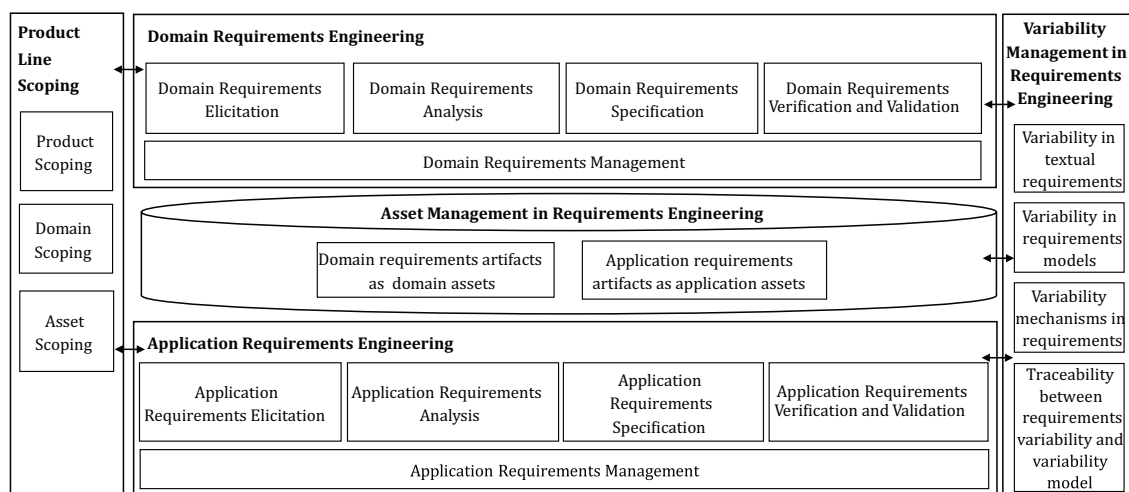 Product
Line
Scoping
Product
Scoping
Domain
Scoping
Asset
Scoping
Domain Requirements Engineering
Domain Requirements
Elicitation
Domain Requirements
Analysis
Domain Requirements
Specification
Domain Requirements
Verification and Validation
Domain Requirements Management
Asset Management in Requirements Engineering
Domain requirements artifacts
as domain assets
Application requirements
artifacts as application assets
Application Requirements Engineering
Application
Requirements Elicitation
Application Requirements
Analysis
Application
Requirements
Specification
Application Requirements
Verification and Validation
Application Requirements Management
Variability
Management in
Requirements
Engineering
Variability in
textual
requirements
Variability in
requirements
models
Variability
mechanisms in
requirements
Traceability
between
requirements
variability and
variability
model